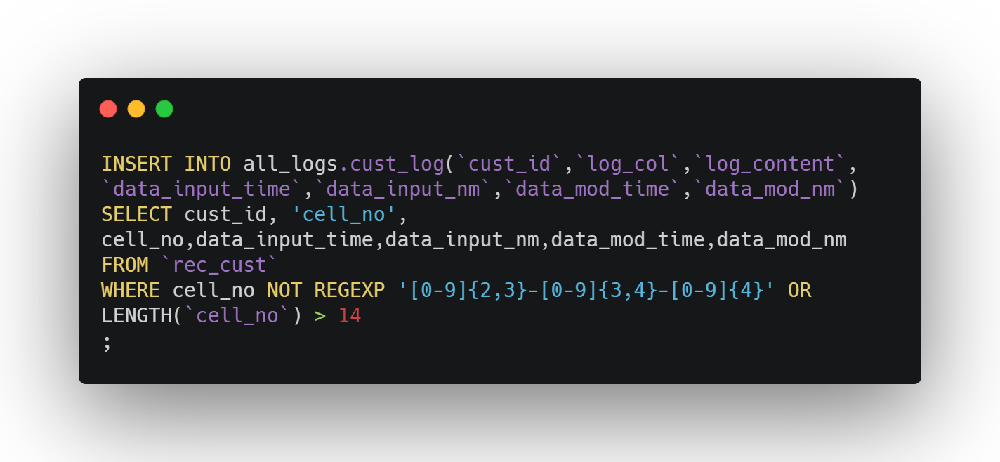 INSERT INTO all_logs.cust_log(`cust_id`,`log_col`,`log_content`,
`data_input_time`,`data_input_nm`,`data_mod_time`,`data_mod_nm`)
SELECT cust_id, 'cell_no',
cell_no,data_input_time,data_input_nm,data_mod_time,data_mod_nm
FROM `rec_cust`
WHERE cell_no NOT REGEXP '[0-9]{2,3}-[0-9]{3,4}-[0-9]{4}' OR
LENGTH(`cell_no`) > 14
;